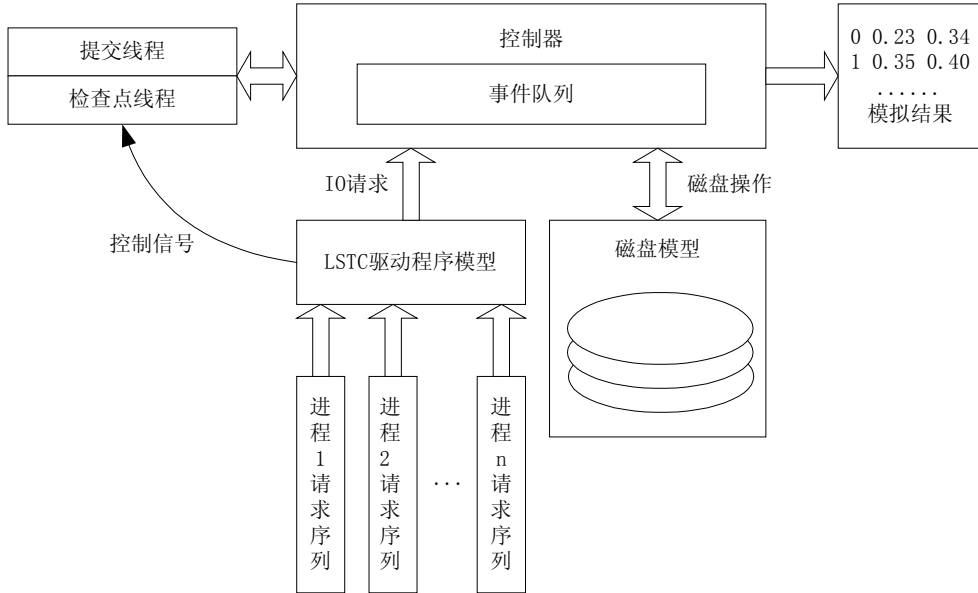 提交线程
检查点线程
控制器
事件队列
0 0.23 0.34
1 0.35 0.40
......
模拟结果
IO请求
磁盘操作
控制信号
LSTC驱动程序模型
磁盘模型
进程1请求序列
进程2请求序列
...
进程n请求序列